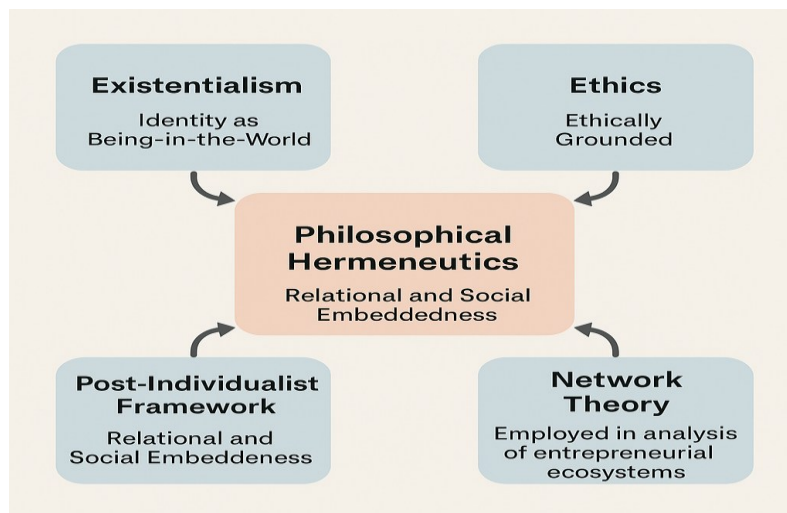 Existentialism
Identity as
Being-in-the-World
Ethics
Ethically
Grounded
Philosophical
Hermeneutics
Relational and Social
Embeddedness
Post-Individualist
Framework
Relational and
Social Embeddeness
Network
Theory
Employed in analysis
of entrepreneurial
ecosystems